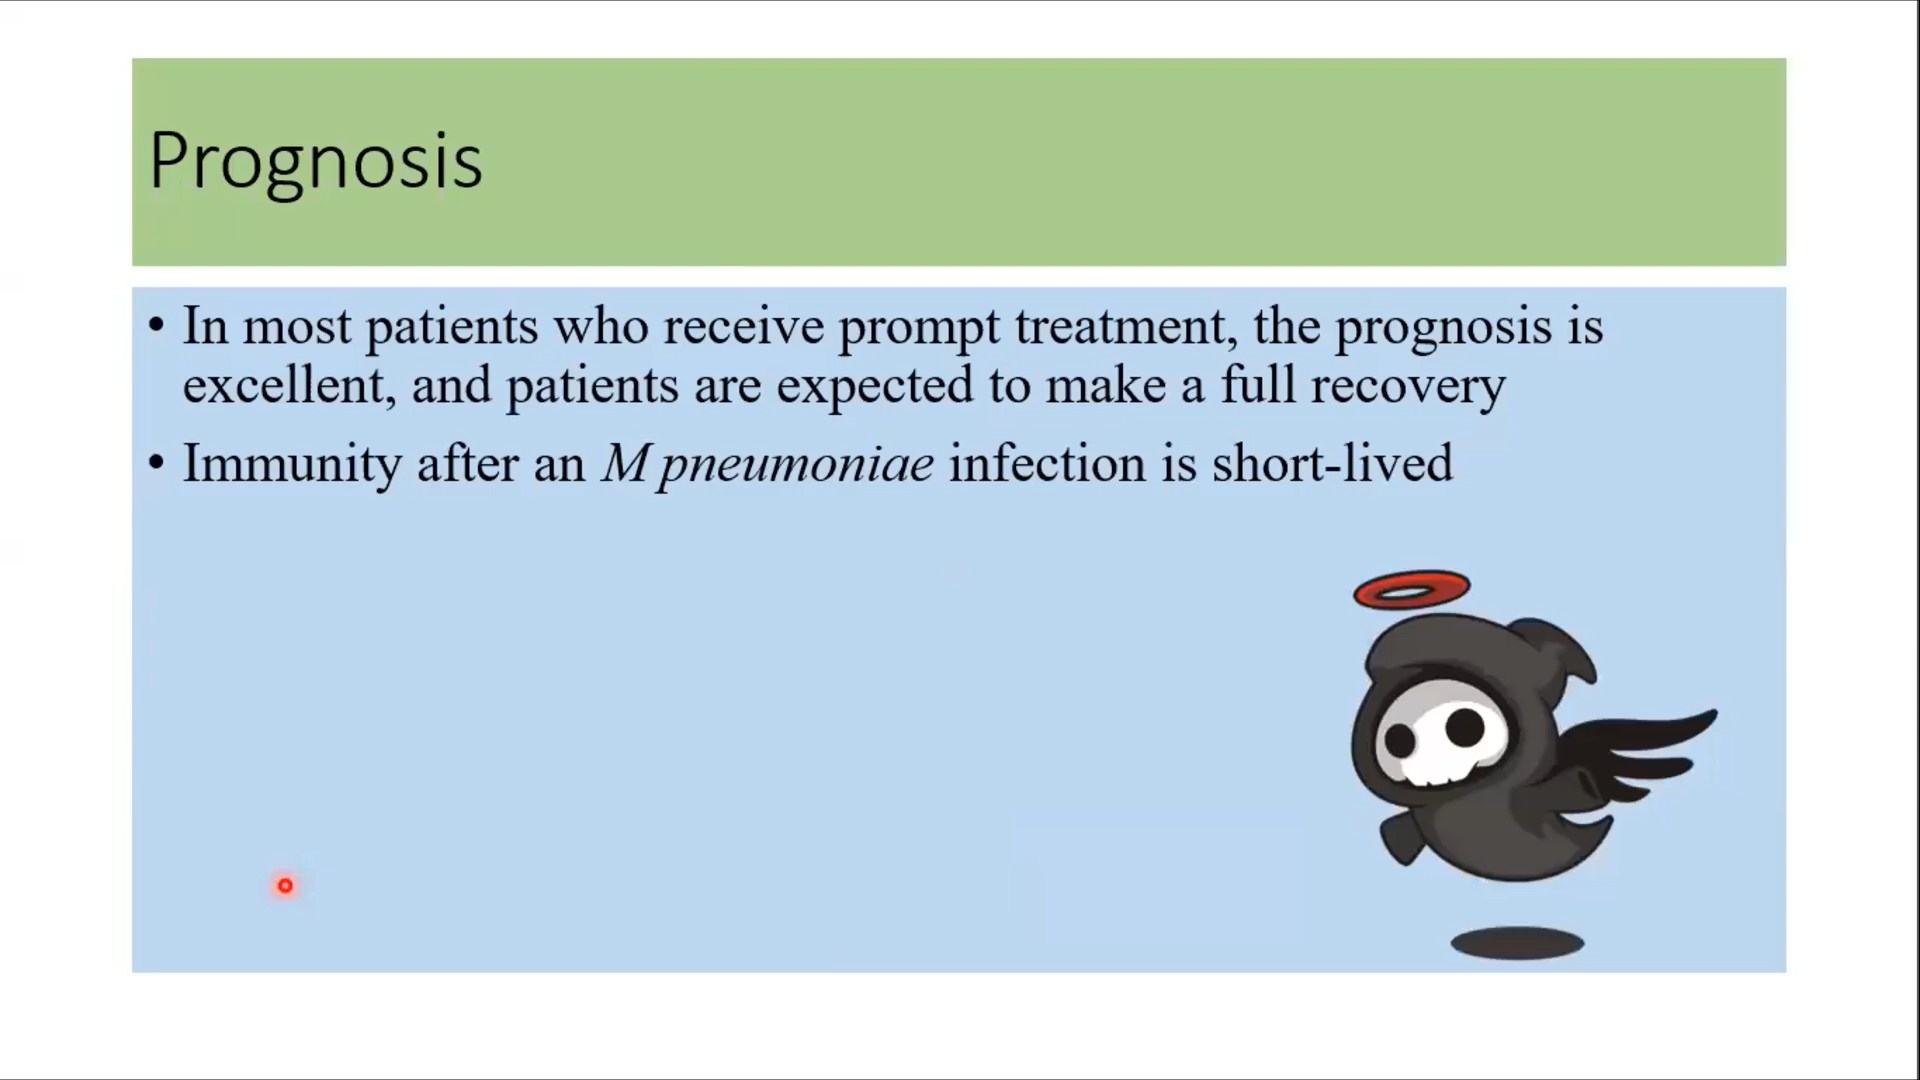 Prognosis
• In most patients who receive prompt treatment, the prognosis is
excellent, and patients are expected to make a full recovery
• Immunity after an M pneumoniae infection is short-lived